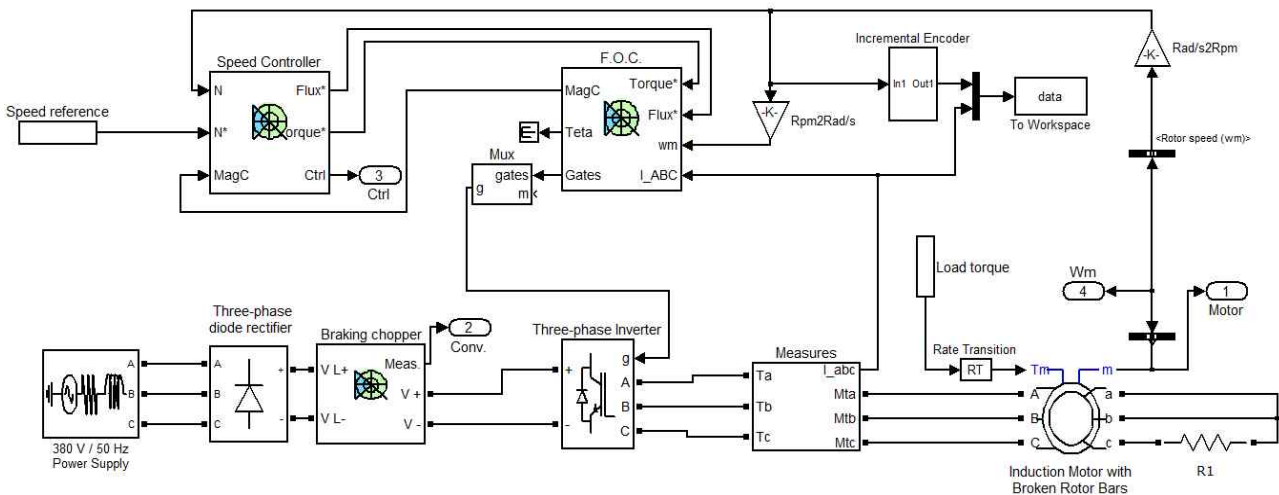 Speed reference
Speed Controller
N
N*
MagC
Flux*
Torque*
Ctrl
3
Ctrl
F.O.C.
MagC
Teta
Gates
Torque*
Flux*
wm
I_ABC
Mux
gates
g
m
-K-
Rpm2Rad/s
Incremental Encoder
In1 Out1
data
To Workspace
-K-
Rad/s2Rpm
<Rotor speed (wm)>
Load torque
Wm
4
1
Motor
Rate Transition
RT
Three-phase
diode rectifier
A
B
C
+
-
A
B
C
380 V / 50 Hz
Power Supply
Braking chopper
V L+
V L-
Meas.
V +
V -
2
Conv.
Three-phase Inverter
g
+
-
A
B
C
Measures
I_abc
Ta
Tb
Tc
Mta
Mtb
Mtc
Tm
m
A
B
C
a
b
c
R1
Induction Motor with
Broken Rotor Bars